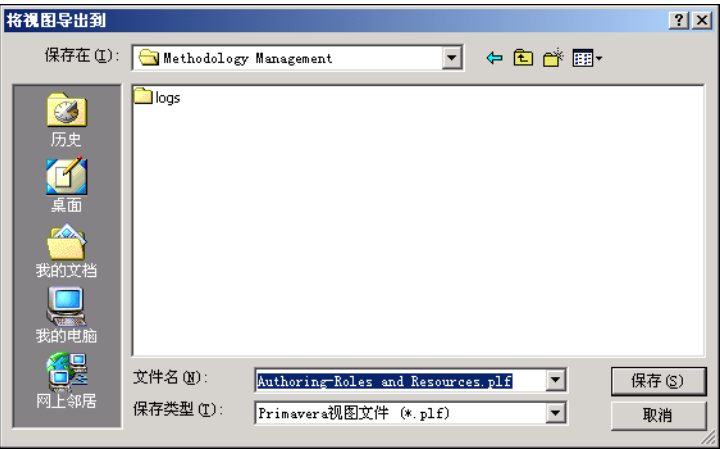 将视图导出到
保存在(I): Methodology Management
logs
历史
桌面
我的文档
我的电脑
网上邻居
文件名(N): Authoring-Roles and Resources.plf 保存(S)
保存类型(T): Primavera视图文件 (*.plf) 取消